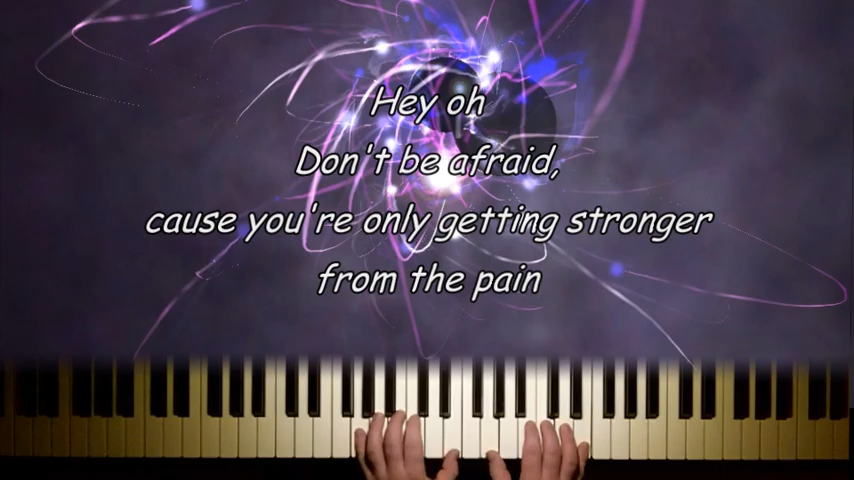 Hey oh
Don't be afraid,
cause you're only getting stronger
from the pain